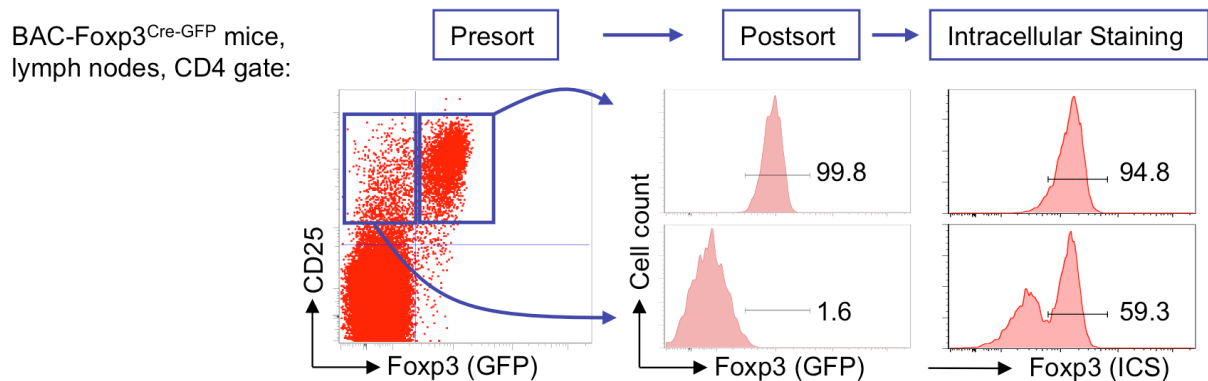 BAC-Foxp3Cre-GFP mice,
lymph nodes, CD4 gate:
Presort
Postsort
Intracellular Staining
CD25
Foxp3 (GFP)
Cell count
99.8
1.6
Foxp3 (GFP)
94.8
59.3
Foxp3 (ICS)